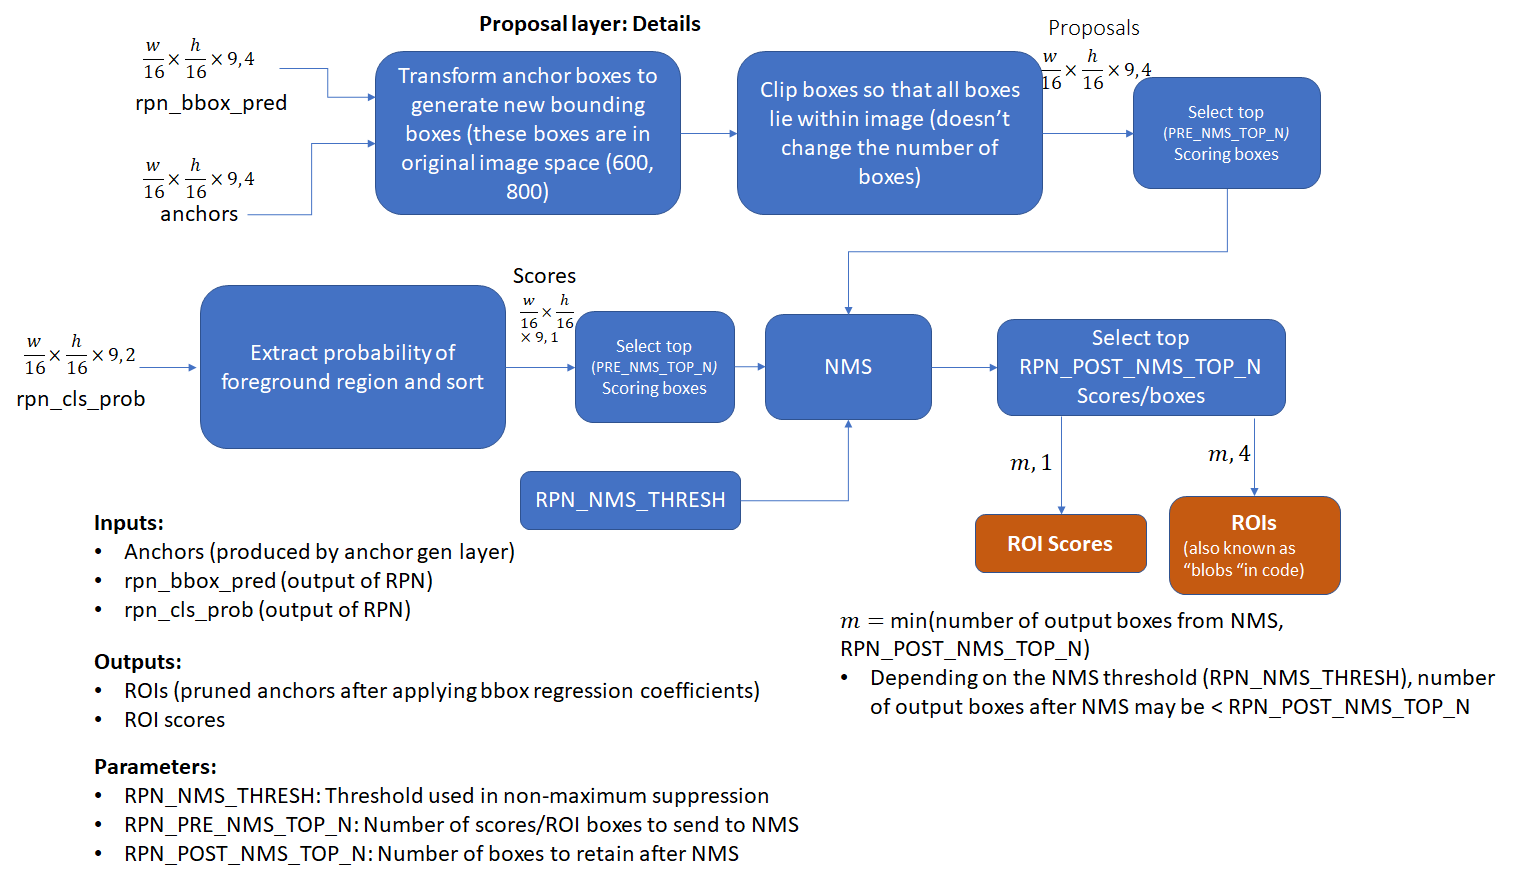 Proposal layer: Details
w/16 × h/16 × 9, 4
rpn_bbox_pred
w/16 × h/16 × 9, 4
anchors
Transform anchor boxes to
generate new bounding
boxes (these boxes are in
original image space (600,
800)
Clip boxes so that all boxes
lie within image (doesn’t
change the number of
boxes)
Proposals
w/16 × h/16 × 9, 4
Select top
(PRE_NMS_TOP_N)
Scoring boxes
w/16 × h/16 × 9, 2
rpn_cls_prob
Extract probability of
foreground region and sort
Scores
w/16 × h/16
× 9, 1
Select top
(PRE_NMS_TOP_N)
Scoring boxes
NMS
Select top
RPN_POST_NMS_TOP_N
Scores/boxes
RPN_NMS_THRESH
m, 1
m, 4
ROI Scores
ROIs
(also known as
“blobs “in code)
Inputs:
• Anchors (produced by anchor gen layer)
• rpn_bbox_pred (output of RPN)
• rpn_cls_prob (output of RPN)
Outputs:
• ROIs (pruned anchors after applying bbox regression coefficients)
• ROI scores
Parameters:
• RPN_NMS_THRESH: Threshold used in non-maximum suppression
• RPN_PRE_NMS_TOP_N: Number of scores/ROI boxes to send to NMS
• RPN_POST_NMS_TOP_N: Number of boxes to retain after NMS
m = min(number of output boxes from NMS,
RPN_POST_NMS_TOP_N)
• Depending on the NMS threshold (RPN_NMS_THRESH), number
of output boxes after NMS may be < RPN_POST_NMS_TOP_N